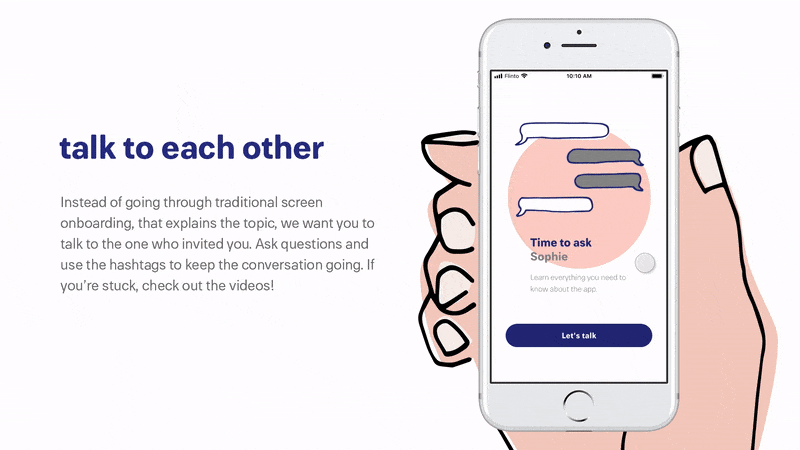 talk to each other
Instead of going through traditional screen
onboarding, that explains the topic, we want you to
talk to the one who invited you. Ask questions and
use the hashtags to keep the conversation going. If
you're stuck, check out the videos!
Flinto 10:10 AM
Time to ask
Sophie
Learn everything you need to
know about the app.
Let's talk